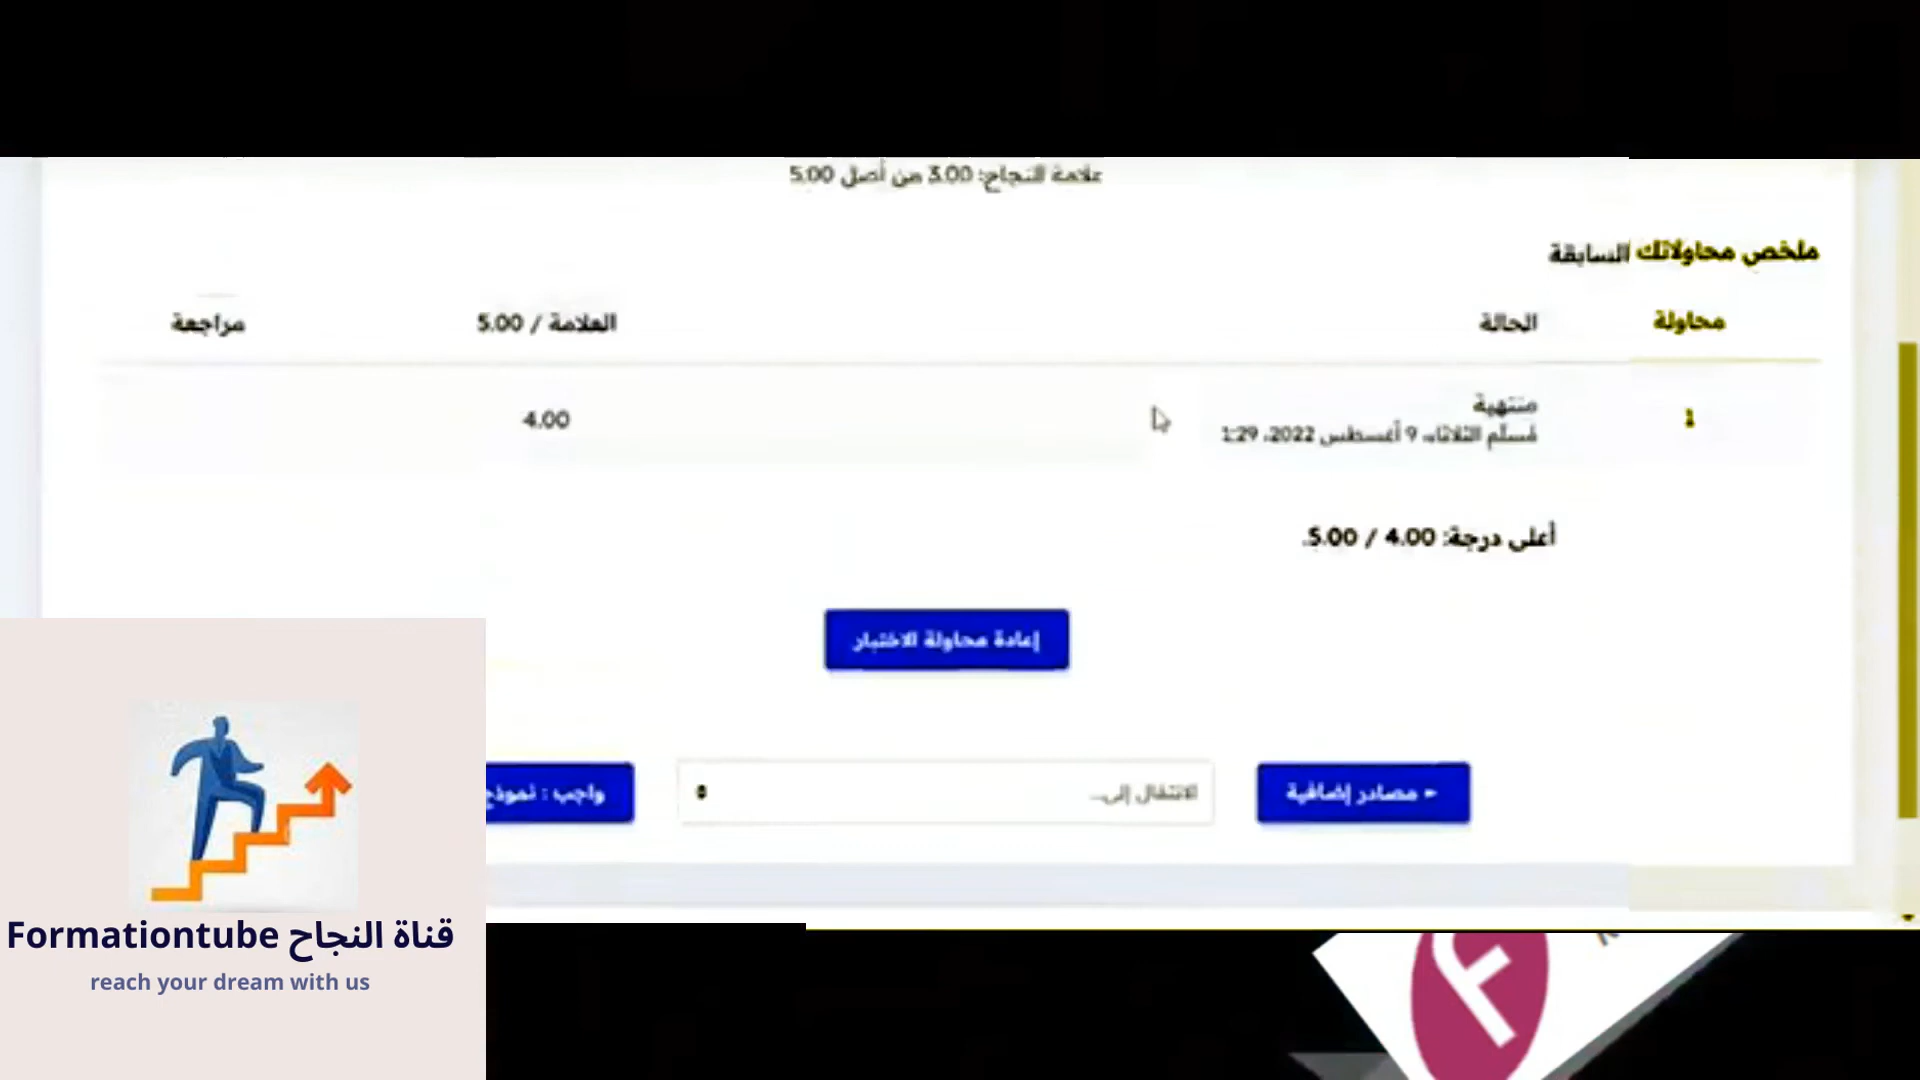 علامة النجاح: 3.00 من أصل 5.00
ملخص محاولاتك السابقة
محاولة الحالة العلامة / 5.00 مراجعة
1 منتهية 4.00
مُسلّم الثلاثاء، 9 أغسطس 2022، 1:29
أعلى درجة: 4.00 / 5.00.
إعادة محاولة الاختبار
◄ مصادر إضافية
الانتقال إلى...
واجب : نموذج
Formationtube قناة النجاح
reach your dream with us